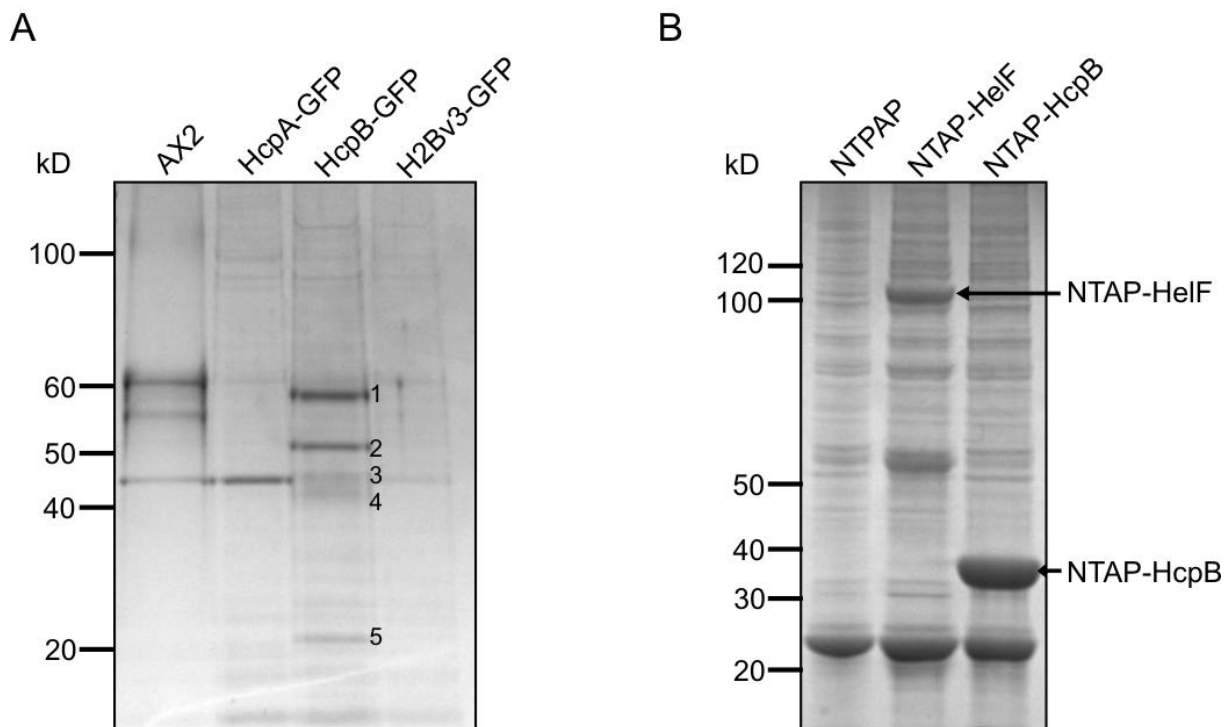 A
kD
AX2
HcpA-GFP
HcpB-GFP
H2Bv3-GFP
100
60
50
40
20
1
2
3
4
5
B
kD
NTPAP
NTAP-HelF
NTAP-HcpB
120
100
50
40
30
20
NTAP-HelF
NTAP-HcpB